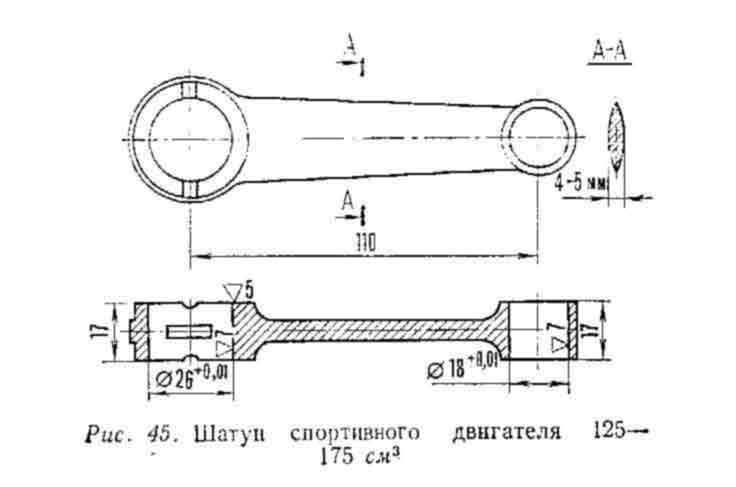 А
А-А
4-5 мм
А
110
5
17
7
7
17
⌀26+0,01
⌀18+0,01
Рис. 45. Шатун спортивного двигателя 125—
175 см³